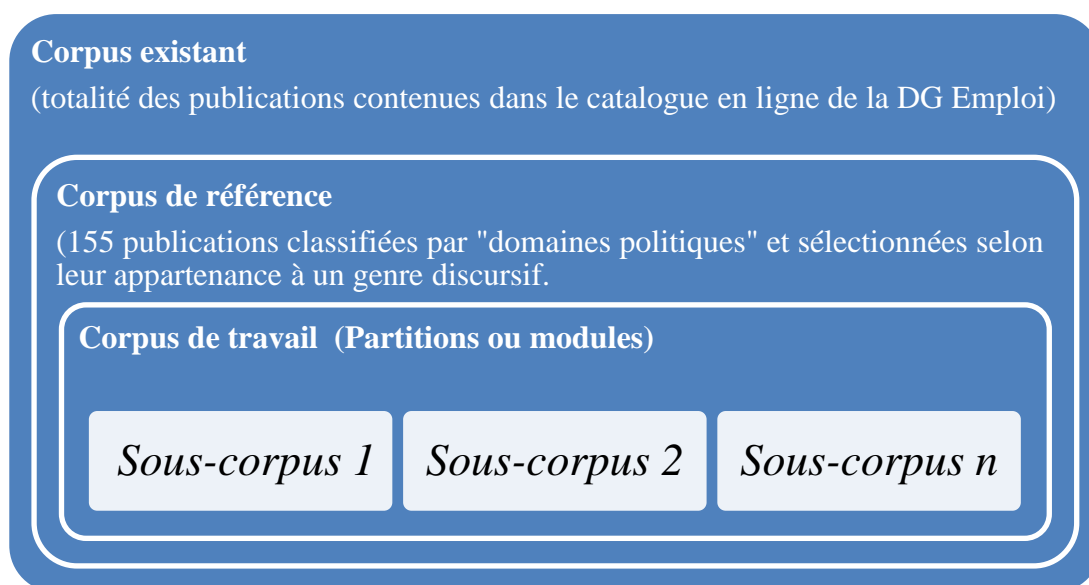 Corpus existant
(totalité des publications contenues dans le catalogue en ligne de la DG Emploi)
Corpus de référence
(155 publications classifiées par "domaines politiques" et sélectionnées selon
leur appartenance à un genre discursif.
Corpus de travail (Partitions ou modules)
Sous-corpus 1 Sous-corpus 2 Sous-corpus n